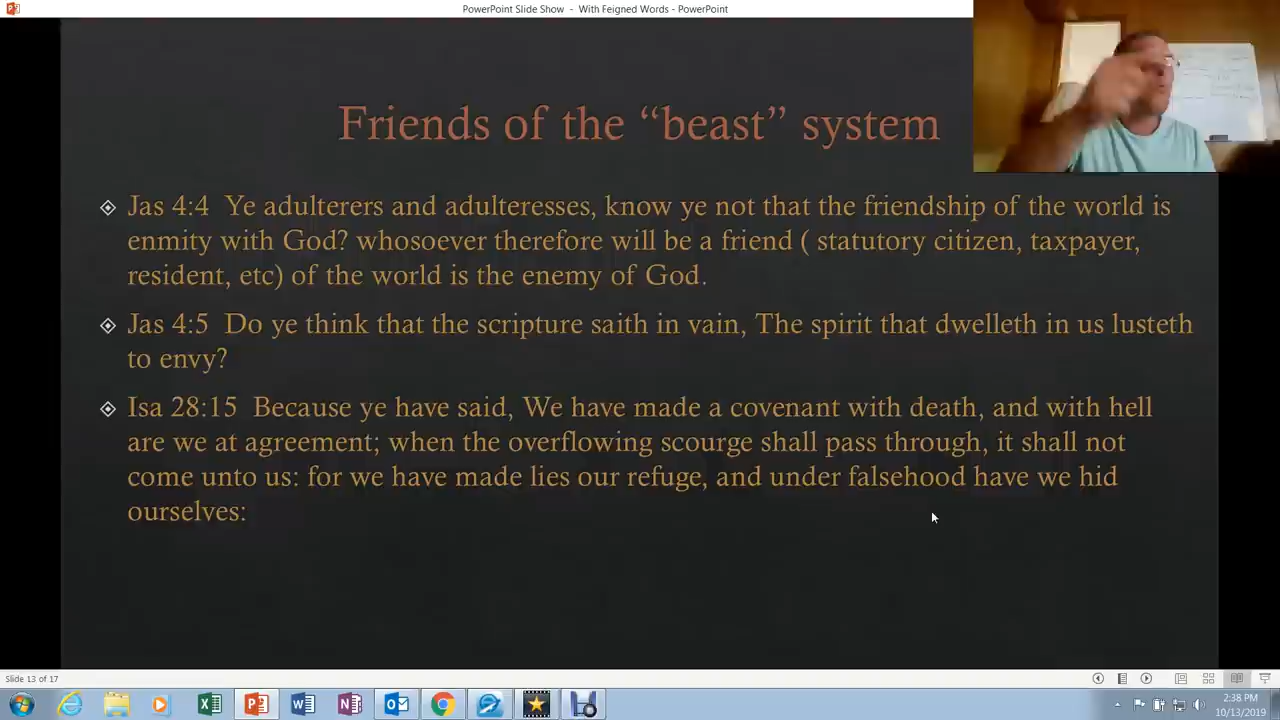 PowerPoint Slide Show - With Feigned Words - PowerPoint
Friends of the “beast” system
Jas 4:4 Ye adulterers and adulteresses, know ye not that the friendship of the world is
enmity with God? whosoever therefore will be a friend ( statutory citizen, taxpayer,
resident, etc) of the world is the enemy of God.
Jas 4:5 Do ye think that the scripture saith in vain, The spirit that dwelleth in us lusteth
to envy?
Isa 28:15 Because ye have said, We have made a covenant with death, and with hell
are we at agreement; when the overflowing scourge shall pass through, it shall not
come unto us: for we have made lies our refuge, and under falsehood have we hid
ourselves:
Slide 13 of 17
2:38 PM
10/13/2019